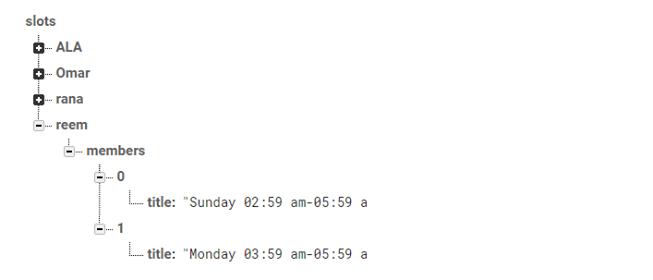 slots
ALA
Omar
rana
reem
members
0
title: "Sunday 02:59 am-05:59 a
1
title: "Monday 03:59 am-05:59 a